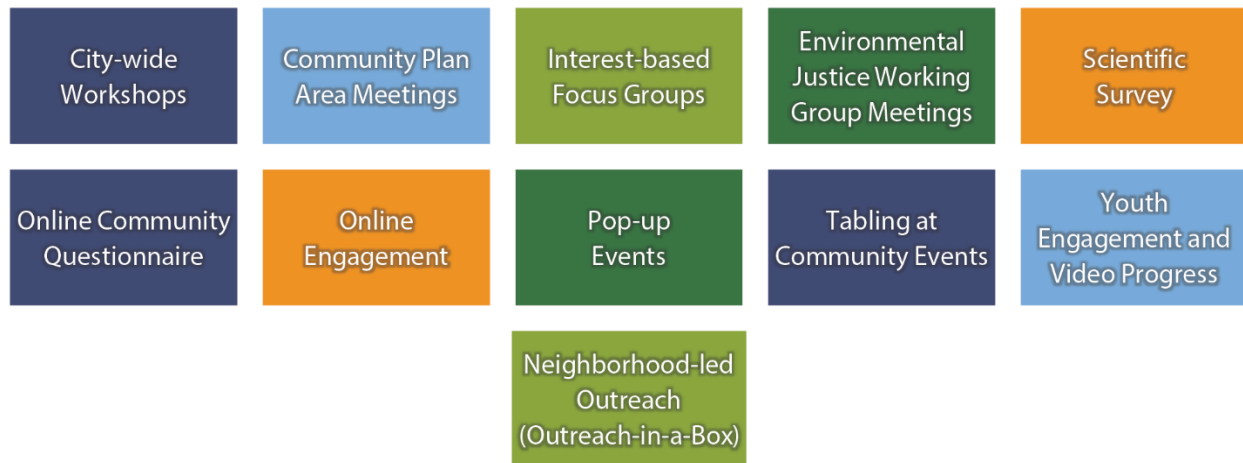 City-wide
Workshops
Community Plan
Area Meetings
Interest-based
Focus Groups
Environmental
Justice Working
Group Meetings
Scientific
Survey
Online Community
Questionnaire
Online
Engagement
Pop-up
Events
Tabling at
Community Events
Youth
Engagement and
Video Progress
Neighborhood-led
Outreach
(Outreach-in-a-Box)